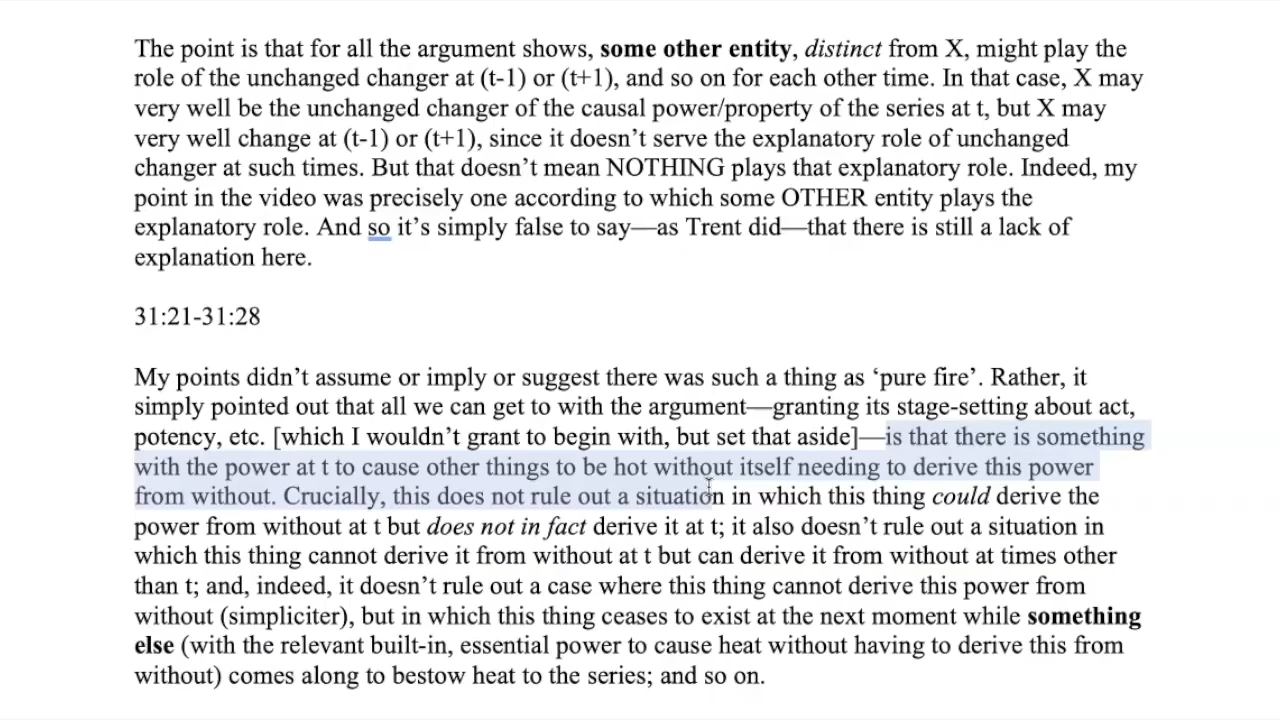 The point is that for all the argument shows, some other entity, distinct from X, might play the
role of the unchanged changer at (t-1) or (t+1), and so on for each other time. In that case, X may
very well be the unchanged changer of the causal power/property of the series at t, but X may
very well change at (t-1) or (t+1), since it doesn’t serve the explanatory role of unchanged
changer at such times. But that doesn’t mean NOTHING plays that explanatory role. Indeed, my
point in the video was precisely one according to which some OTHER entity plays the
explanatory role. And so it’s simply false to say—as Trent did—that there is still a lack of
explanation here.
31:21-31:28
My points didn’t assume or imply or suggest there was such a thing as ‘pure fire’. Rather, it
simply pointed out that all we can get to with the argument—granting its stage-setting about act,
potency, etc. [which I wouldn’t grant to begin with, but set that aside]—is that there is something
with the power at t to cause other things to be hot without itself needing to derive this power
from without. Crucially, this does not rule out a situation in which this thing could derive the
power from without at t but does not in fact derive it at t; it also doesn’t rule out a situation in
which this thing cannot derive it from without at t but can derive it from without at times other
than t; and, indeed, it doesn’t rule out a case where this thing cannot derive this power from
without (simpliciter), but in which this thing ceases to exist at the next moment while something
else (with the relevant built-in, essential power to cause heat without having to derive this from
without) comes along to bestow heat to the series; and so on.